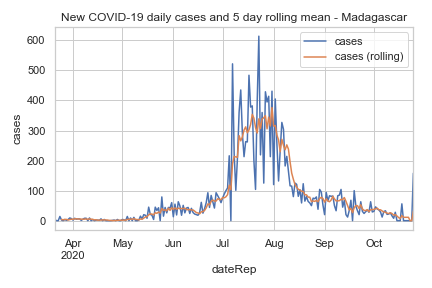 New COVID-19 daily cases and 5 day rolling mean - Madagascar
cases
cases (rolling)
600
500
400
300
200
100
0
cases
Apr
2020
May
Jun
Jul
Aug
Sep
Oct
dateRep